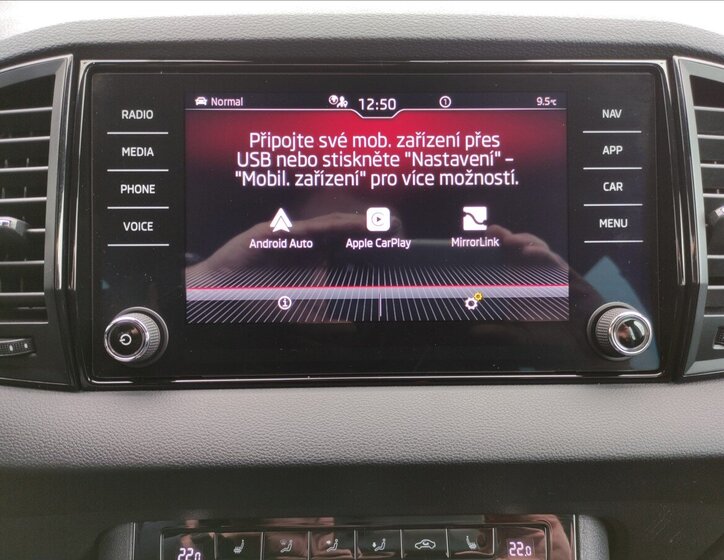 Normal 12:50 1 9.5°C
RADIO
MEDIA
PHONE
VOICE
Připojte své mob. zařízení přes
USB nebo stiskněte "Nastavení" –
"Mobil. zařízení" pro více možností.
Android Auto Apple CarPlay MirrorLink
NAV
APP
CAR
MENU
22.0 22.0